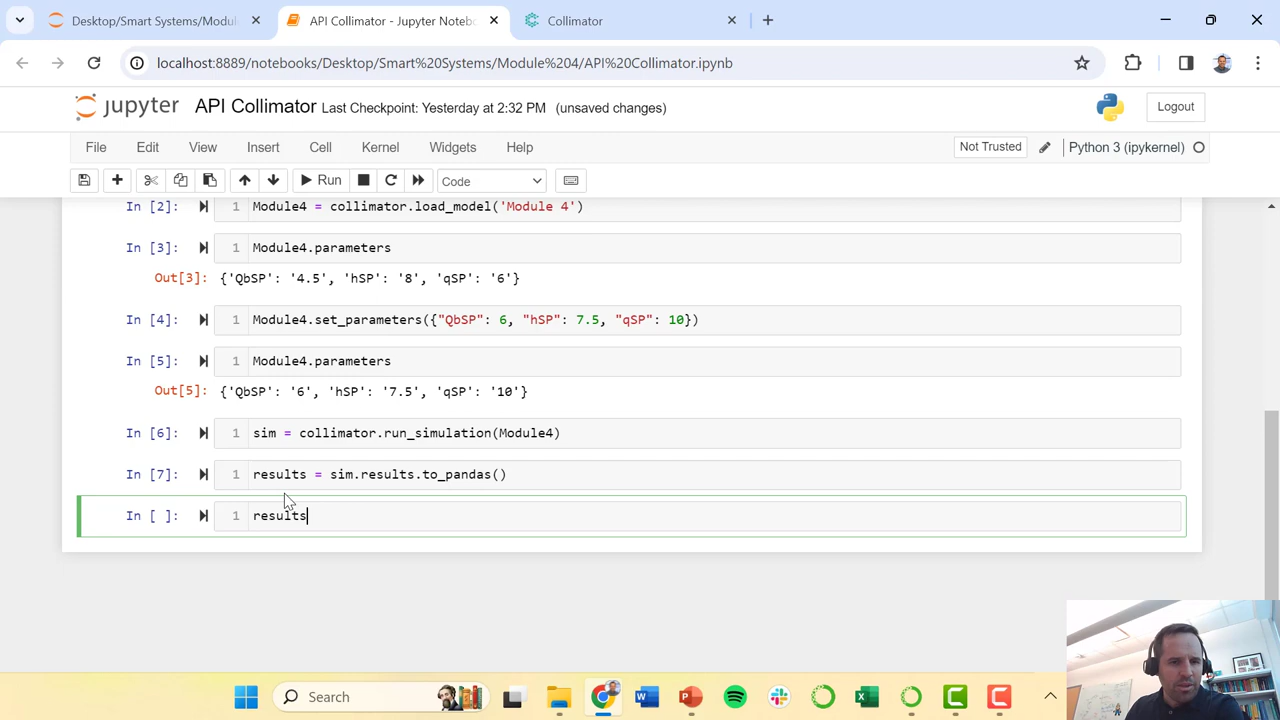 Desktop/Smart Systems/Modul
API Collimator - Jupyter Notebo
Collimator
localhost:8889/notebooks/Desktop/Smart%20Systems/Module%204/API%20Collimator.ipynb
jupyter API Collimator Last Checkpoint: Yesterday at 2:32 PM (unsaved changes)
Logout
File Edit View Insert Cell Kernel Widgets Help
Not Trusted
Python 3 (ipykernel)
Run
Code
In [2]: 1 Module4 = collimator.load_model('Module 4')
In [3]: 1 Module4.parameters
Out[3]: {'QbSP': '4.5', 'hSP': '8', 'qSP': '6'}
In [4]: 1 Module4.set_parameters({"QbSP": 6, "hSP": 7.5, "qSP": 10})
In [5]: 1 Module4.parameters
Out[5]: {'QbSP': '6', 'hSP': '7.5', 'qSP': '10'}
In [6]: 1 sim = collimator.run_simulation(Module4)
In [7]: 1 results = sim.results.to_pandas()
In [ ]: 1 results
Search